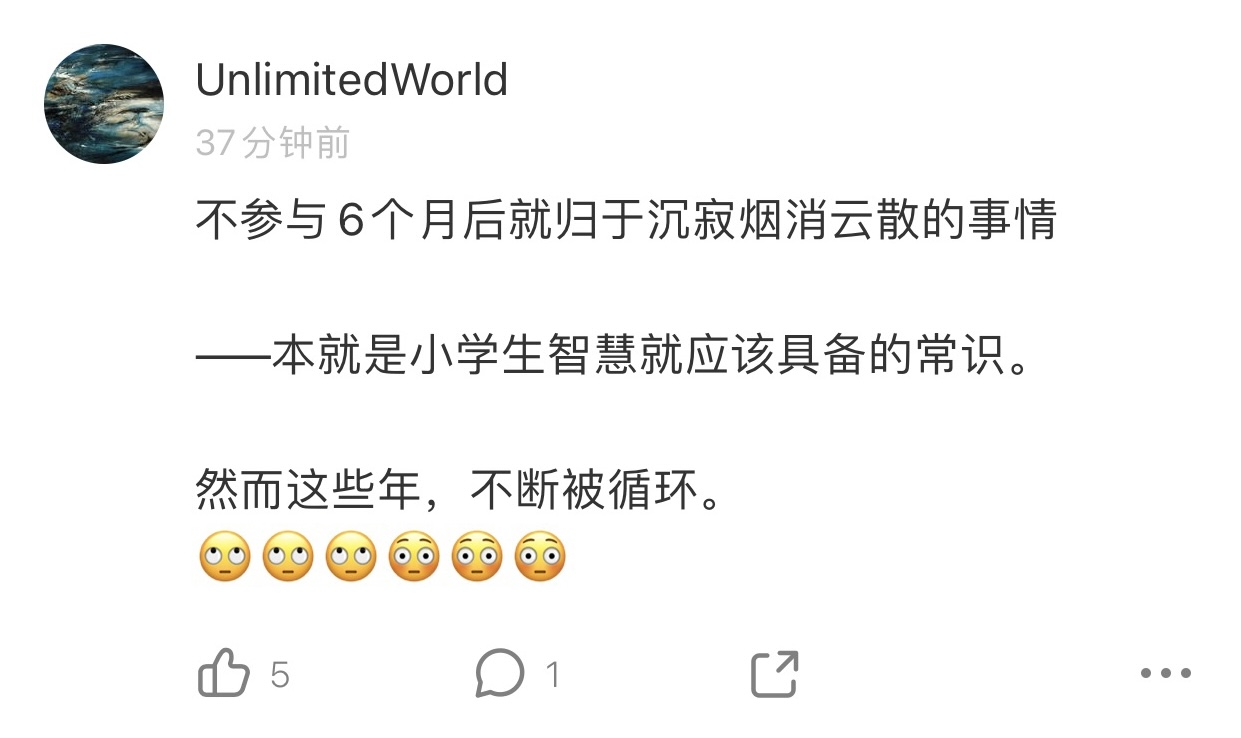 UnlimitedWorld
37分钟前
不参与6个月后就归于沉寂烟消云散的事情
——本就是小学生智慧就应该具备的常识。
然而这些年，不断被循环。
🙄🙄🙄😳😳😳
5 1